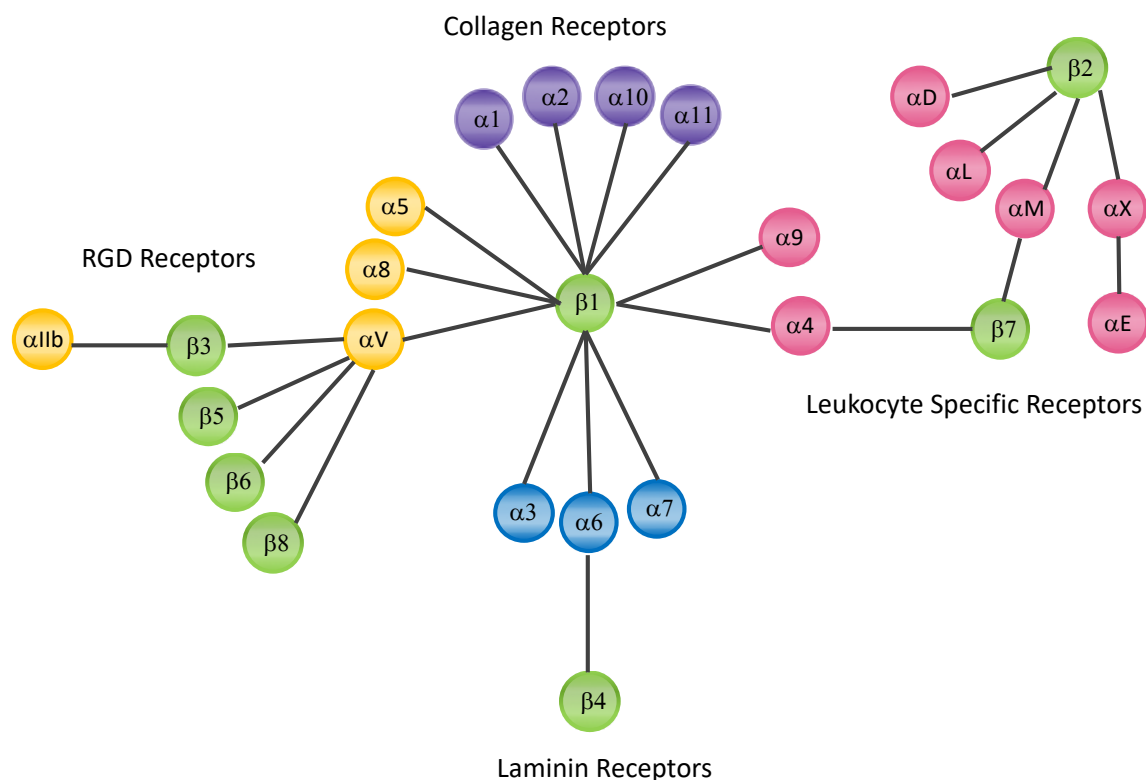 Collagen Receptors
β2
α2
α10
αD
α1
α11
αL
α5
αM
αX
α9
RGD Receptors
α8
β1
αIIb
β3
αV
α4
β7
αE
β5
Leukocyte Specific Receptors
β6
α3
α6
α7
β8
β4
Laminin Receptors